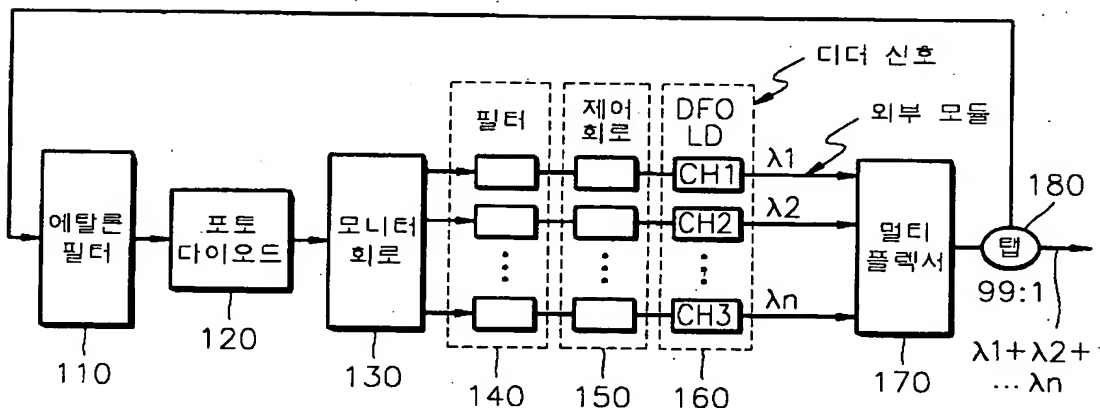 디더 신호
외부 모듈
에탈론
필터
110
포토
다이오드
120
모니터
회로
130
필터
140
제어
회로
150
DFO
LD
CH1
CH2
CH3
160
λ1
λ2
λn
멀티
플렉서
170
탭
180
99:1
λ1+λ2+
...λn